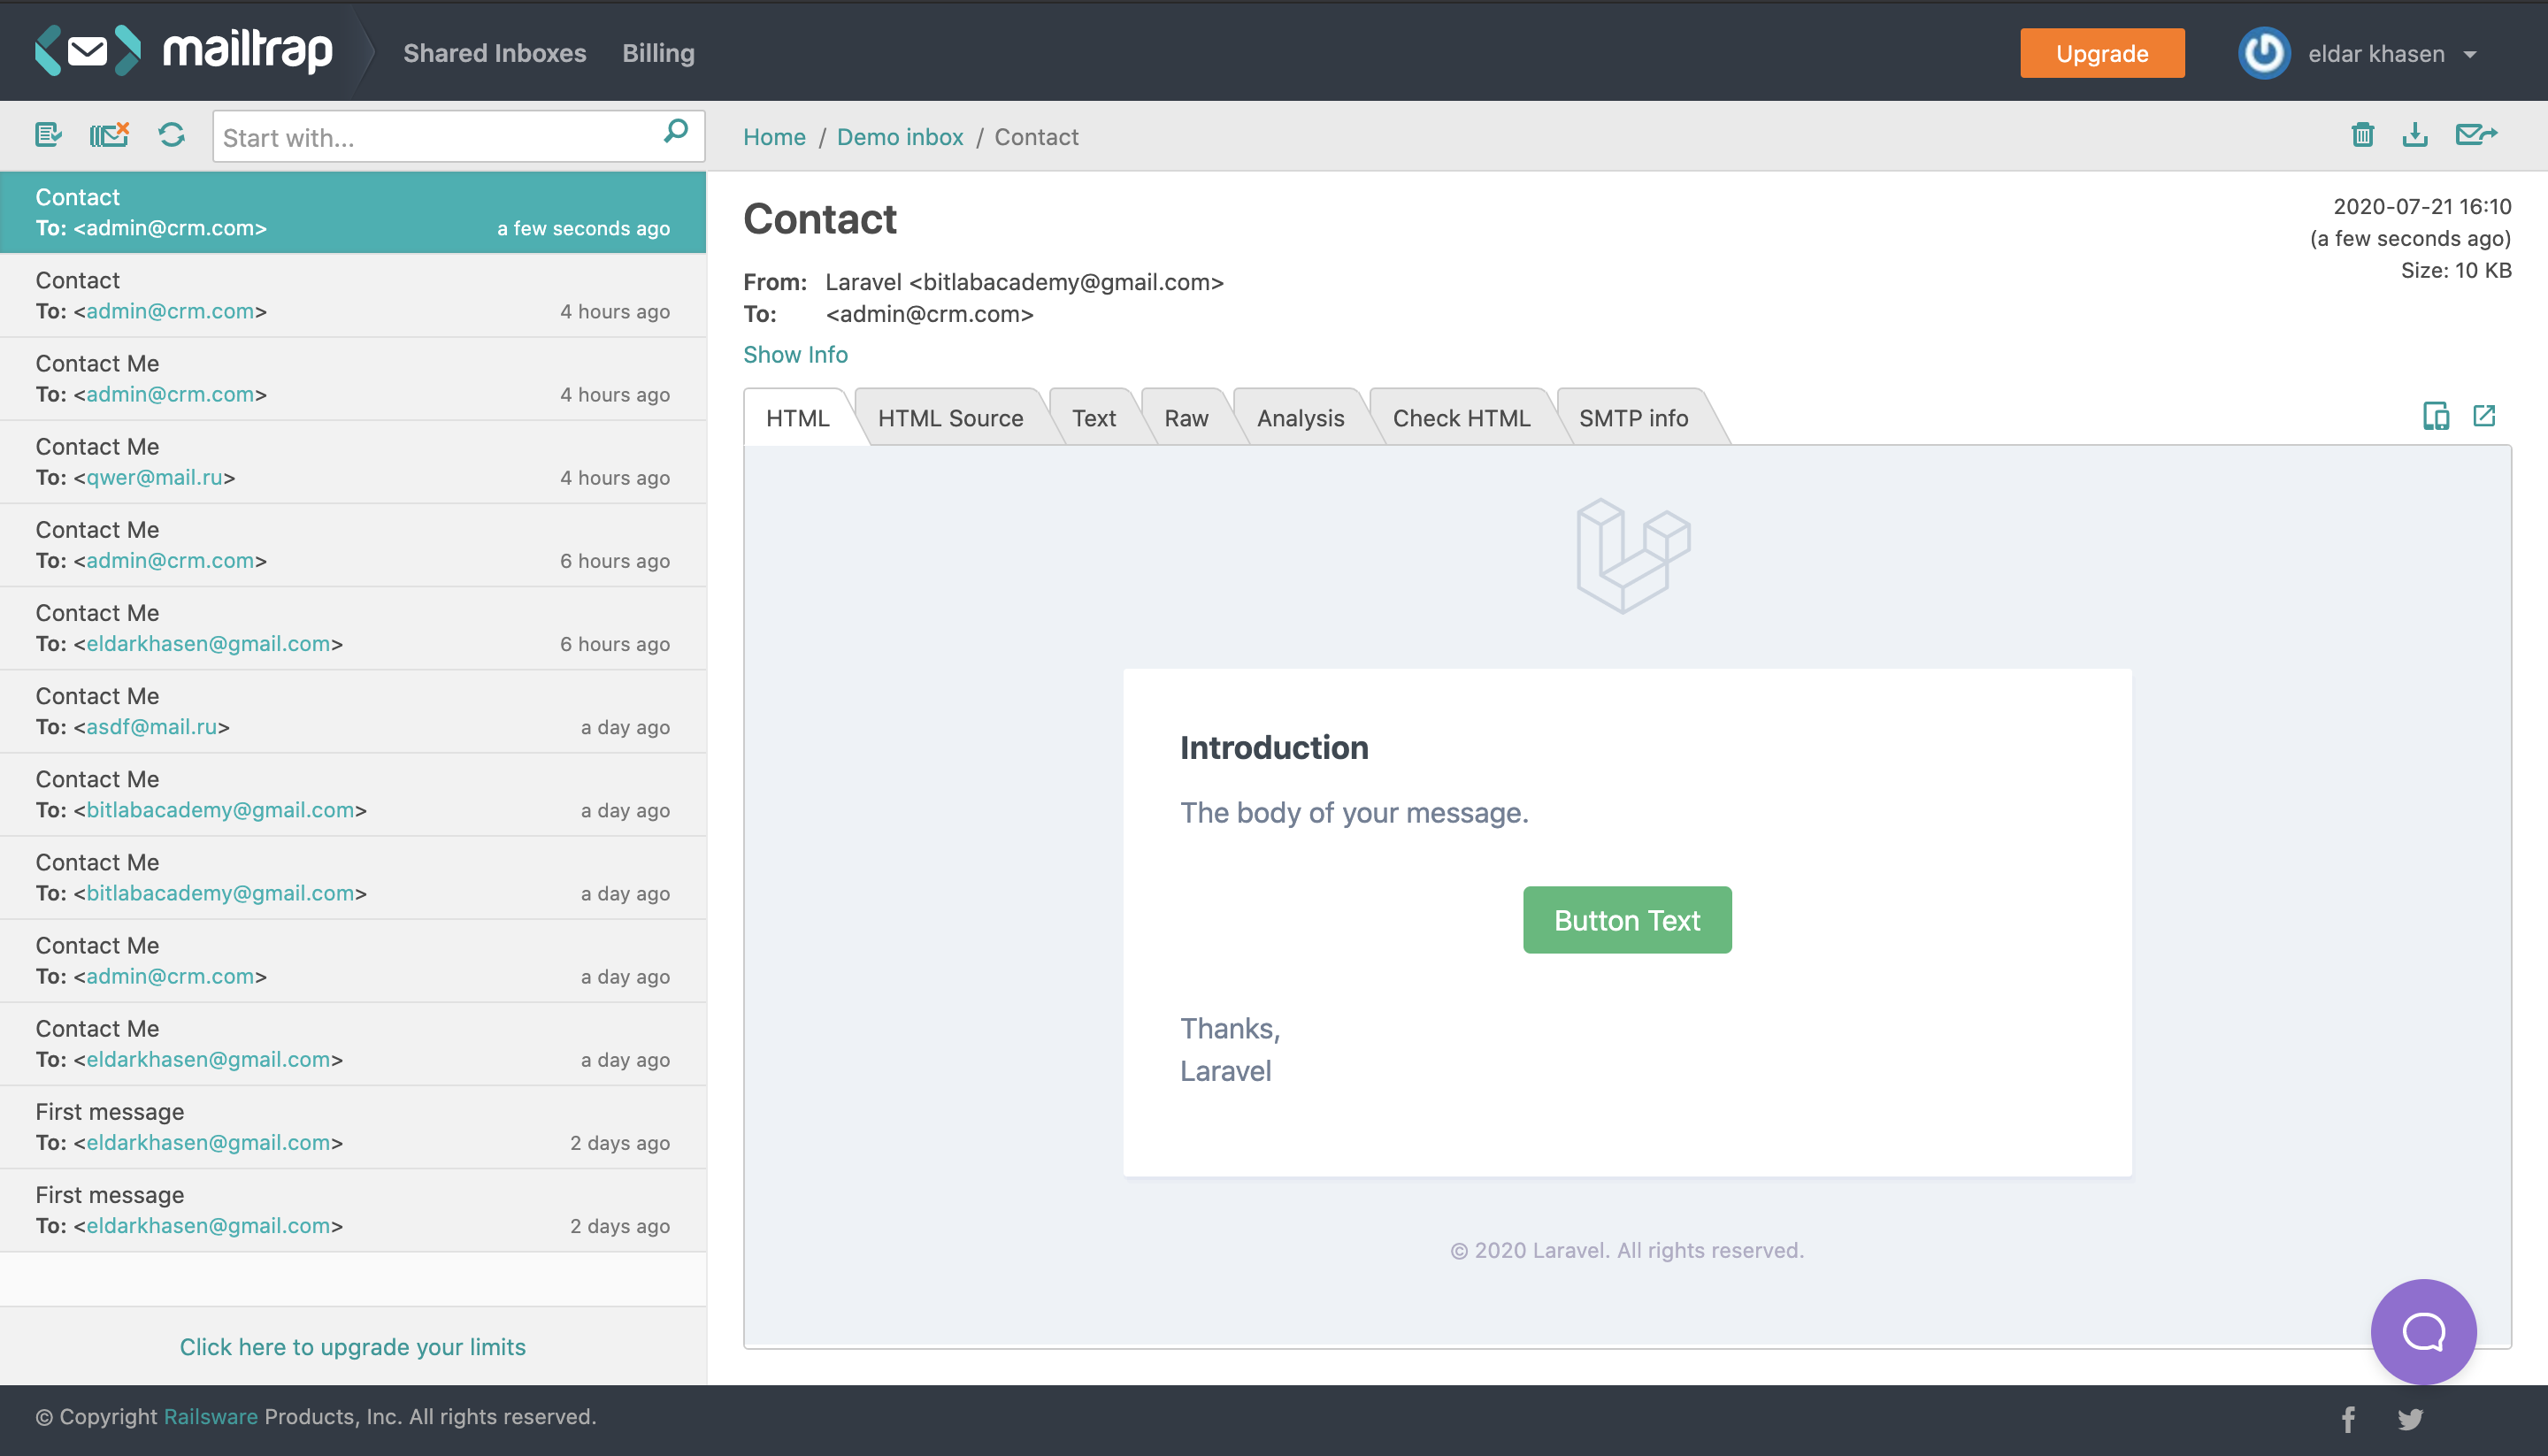 mailtrap Shared Inboxes Billing Upgrade eldar khasen
Start with...
Home / Demo inbox / Contact
Contact
To: <admin@crm.com> a few seconds ago
Contact
To: <admin@crm.com> 4 hours ago
Contact Me
To: <admin@crm.com> 4 hours ago
Contact Me
To: <qwer@mail.ru> 4 hours ago
Contact Me
To: <admin@crm.com> 6 hours ago
Contact Me
To: <eldarkhasen@gmail.com> 6 hours ago
Contact Me
To: <asdf@mail.ru> a day ago
Contact Me
To: <bitlabacademy@gmail.com> a day ago
Contact Me
To: <bitlabacademy@gmail.com> a day ago
Contact Me
To: <admin@crm.com> a day ago
Contact Me
To: <eldarkhasen@gmail.com> a day ago
First message
To: <eldarkhasen@gmail.com> 2 days ago
First message
To: <eldarkhasen@gmail.com> 2 days ago
Click here to upgrade your limits
Contact
2020-07-21 16:10
(a few seconds ago)
Size: 10 KB
From: Laravel <bitlabacademy@gmail.com>
To: <admin@crm.com>
Show Info
HTML HTML Source Text Raw Analysis Check HTML SMTP info
Introduction
The body of your message.
Button Text
Thanks,
Laravel
© 2020 Laravel. All rights reserved.
© Copyright Railsware Products, Inc. All rights reserved.